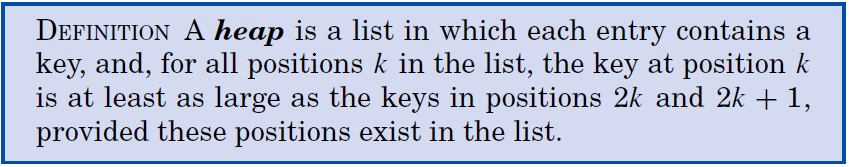 DEFINITION A heap is a list in which each entry contains a
key, and, for all positions k in the list, the key at position k
is at least as large as the keys in positions 2k and 2k + 1,
provided these positions exist in the list.